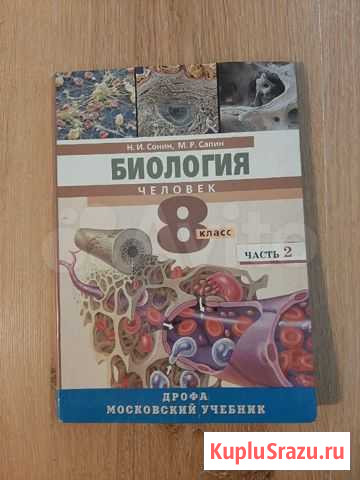 Н. И. Сонин, М. Р. Сапин
БИОЛОГИЯ
ЧЕЛОВЕК
8 класс
ЧАСТЬ 2
ДРОФА
МОСКОВСКИЙ УЧЕБНИК
KupluSrazu.ru